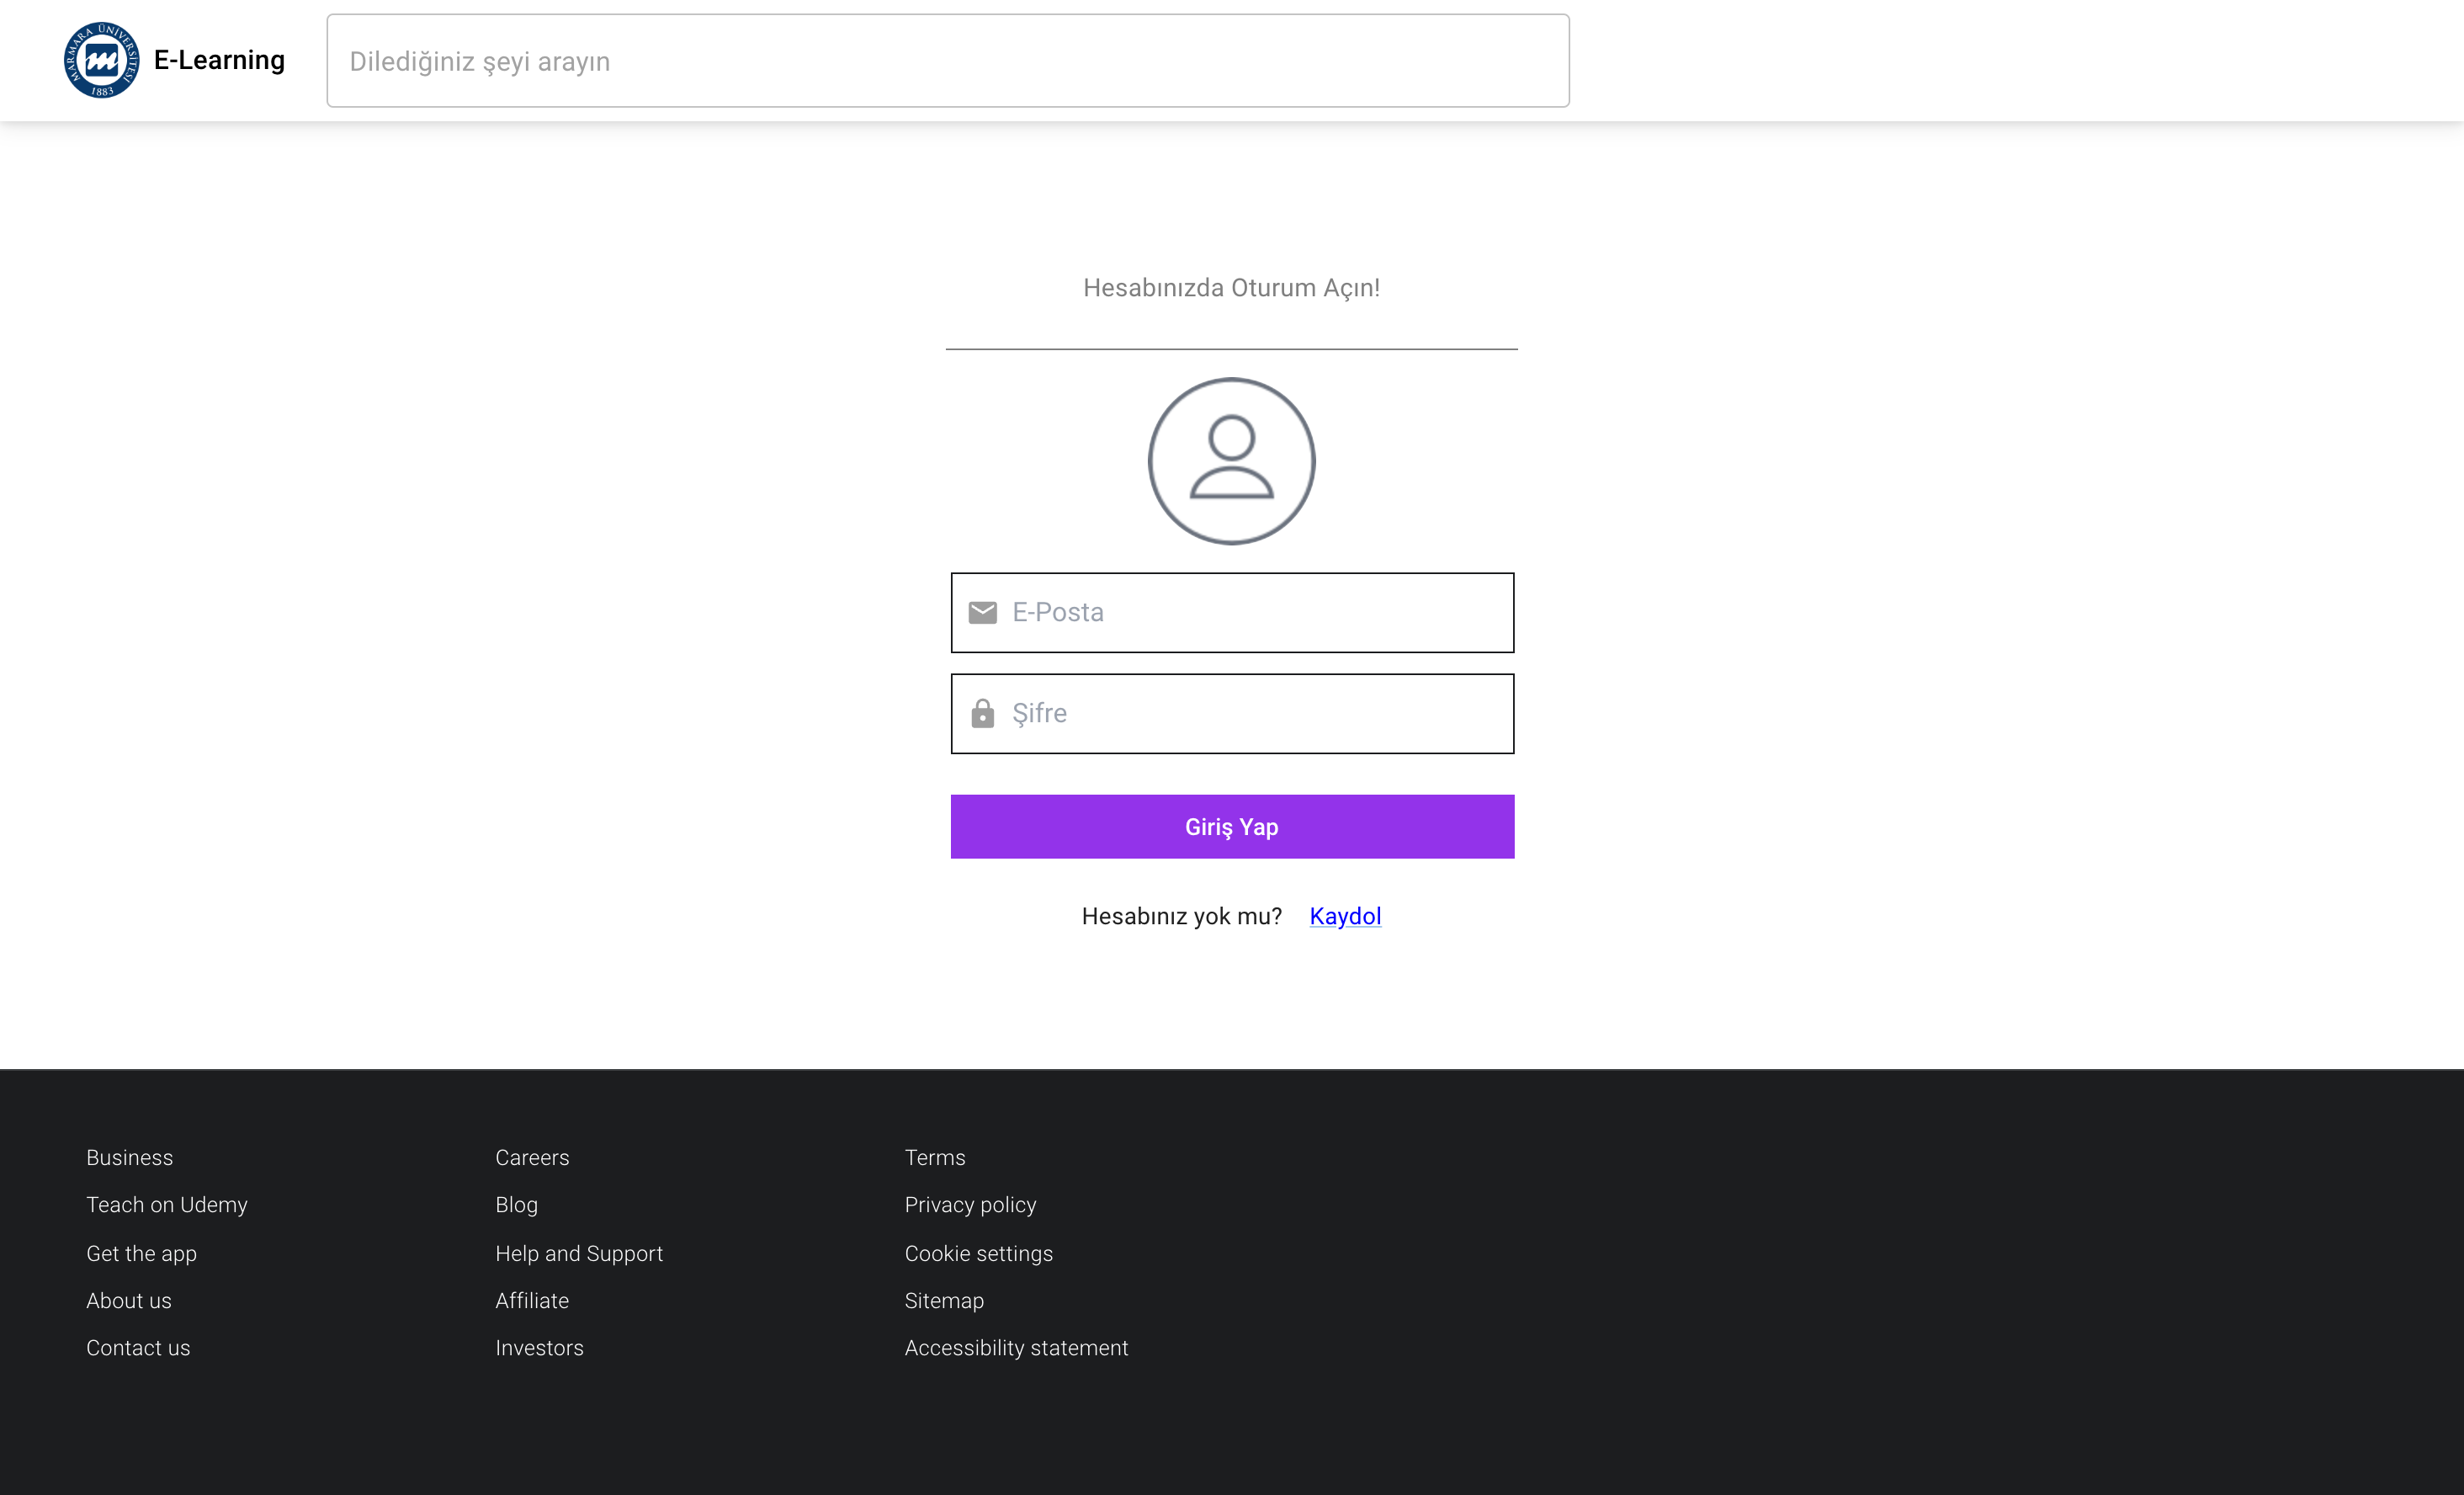 MARMARA ÜNİVERSİTESİ
1883
E-Learning
Dilediğiniz şeyi arayın
Hesabınızda Oturum Açın!
E-Posta
Şifre
Giriş Yap
Hesabınız yok mu? Kaydol
Business
Teach on Udemy
Get the app
About us
Contact us
Careers
Blog
Help and Support
Affiliate
Investors
Terms
Privacy policy
Cookie settings
Sitemap
Accessibility statement